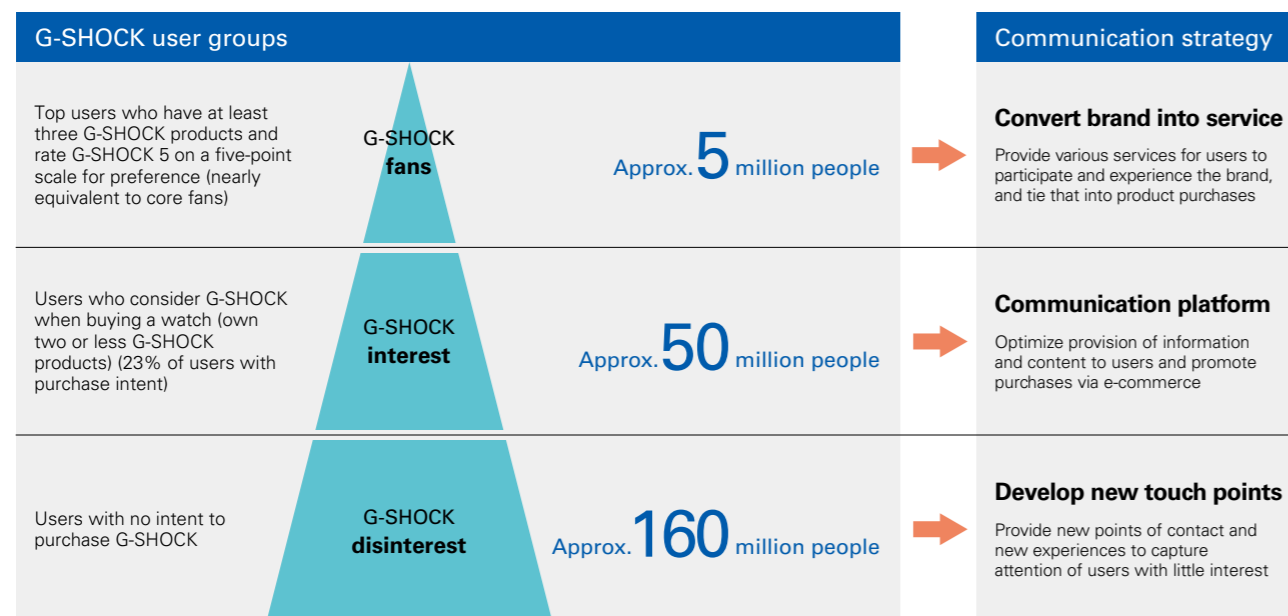 G-SHOCK user groups
Communication strategy
Top users who have at least
three G-SHOCK products and
rate G-SHOCK 5 on a five-point
scale for preference (nearly
equivalent to core fans)
G-SHOCK
fans
Approx. 5 million people
Convert brand into service
Provide various services for users to
participate and experience the brand,
and tie that into product purchases
Users who consider G-SHOCK
when buying a watch (own
two or less G-SHOCK
products) (23% of users with
purchase intent)
G-SHOCK
interest
Approx. 50 million people
Communication platform
Optimize provision of information
and content to users and promote
purchases via e-commerce
Users with no intent to
purchase G-SHOCK
G-SHOCK
disinterest
Approx. 160 million people
Develop new touch points
Provide new points of contact and
new experiences to capture
attention of users with little interest